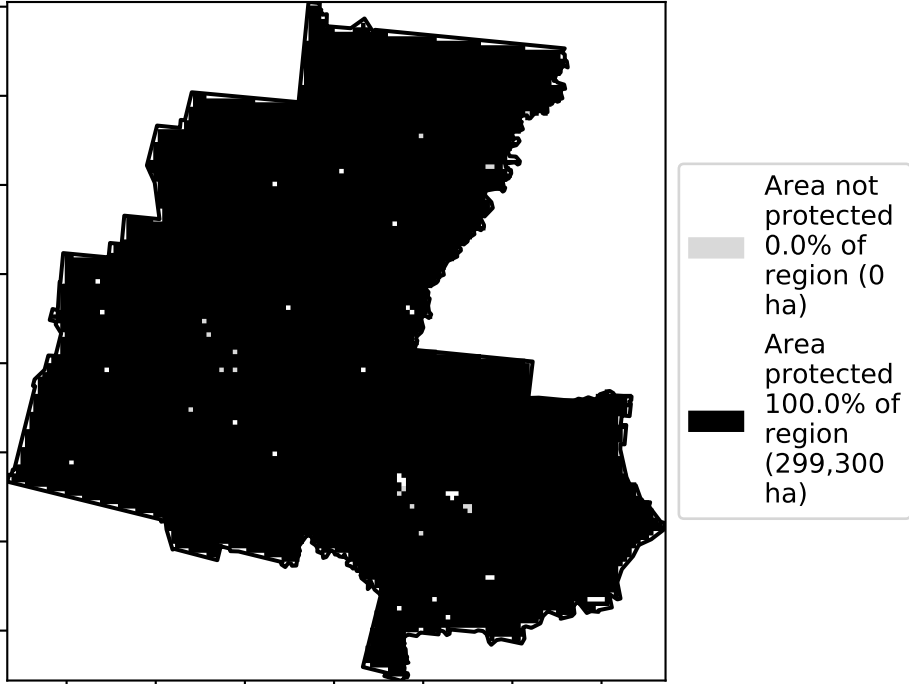 Area not
protected
0.0% of
region (0
ha)
Area
protected
100.0% of
region
(299,300
ha)